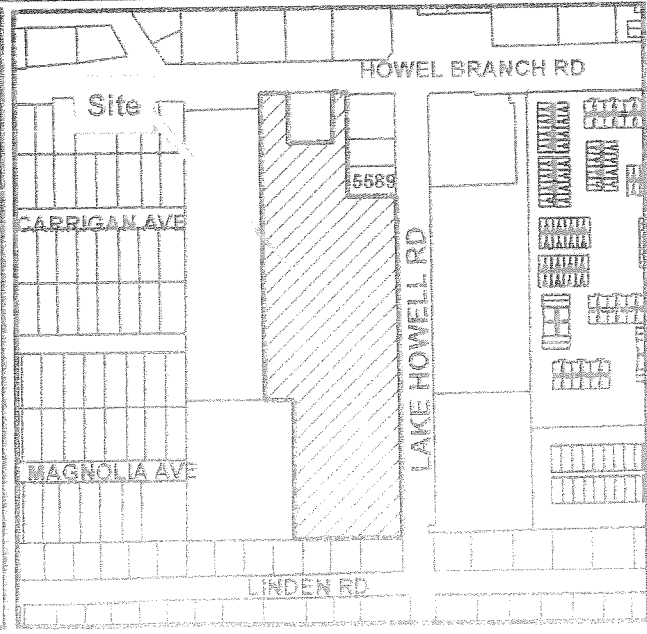 HOWEL BRANCH RD
Site
5589
CARRIGAN AVE
LAKE HOWELL RD
MAGNOLIA AVE
LINDEN RD